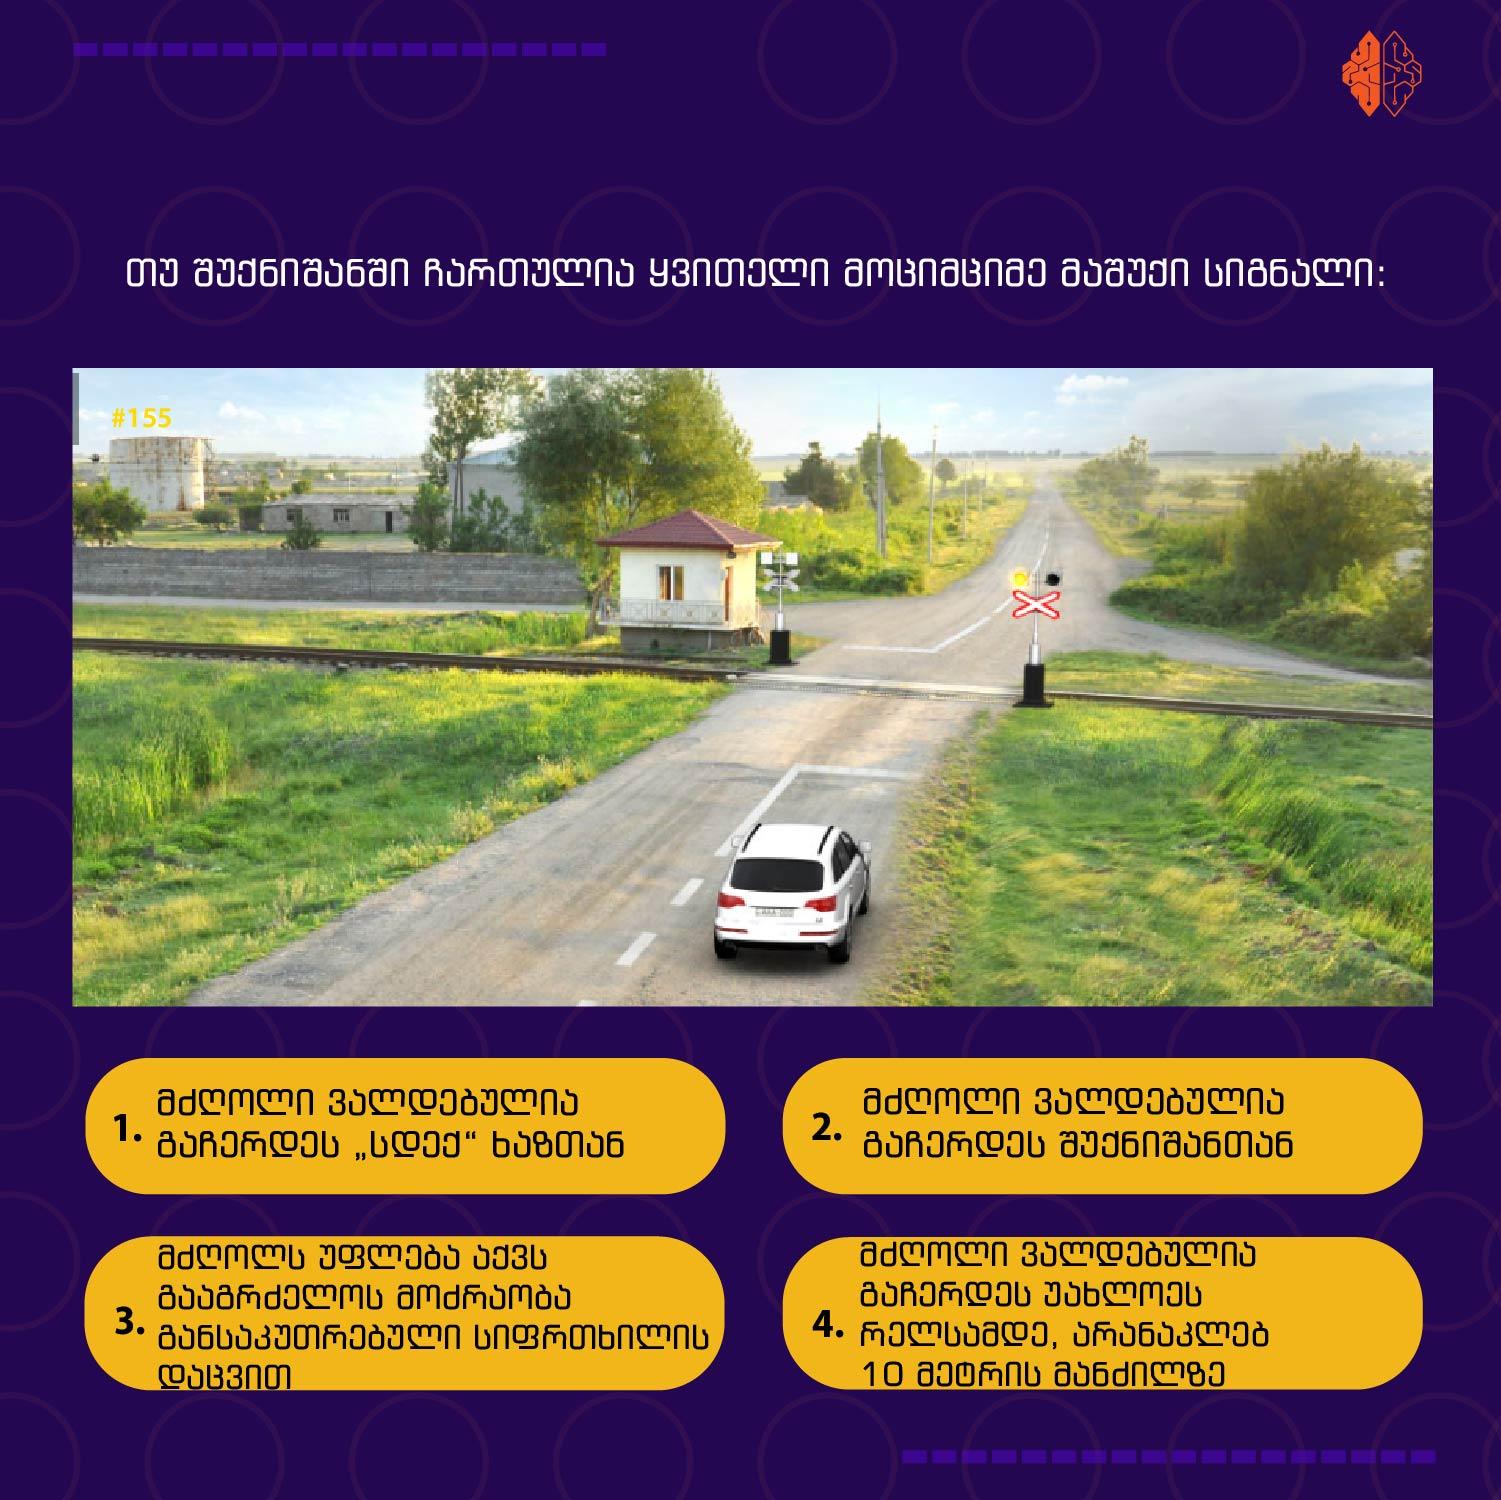 თუ შუქნიშანში ჩართულია ყვითელი მოციმციმე მაშუქი სიგნალი:
#155
1. მძღოლი ვალდებულია
გაჩერდეს „სდექ“ ხაზთან
2. მძღოლი ვალდებულია
გაჩერდეს შუქნიშანთან
3. მძღოლს უფლება აქვს
გააგრძელოს მოძრაობა
განსაკუთრებული სიფრთხილის
დაცვით
4. მძღოლი ვალდებულია
გაჩერდეს უახლოეს
რელსამდე, არანაკლებ
10 მეტრის მანძილზე